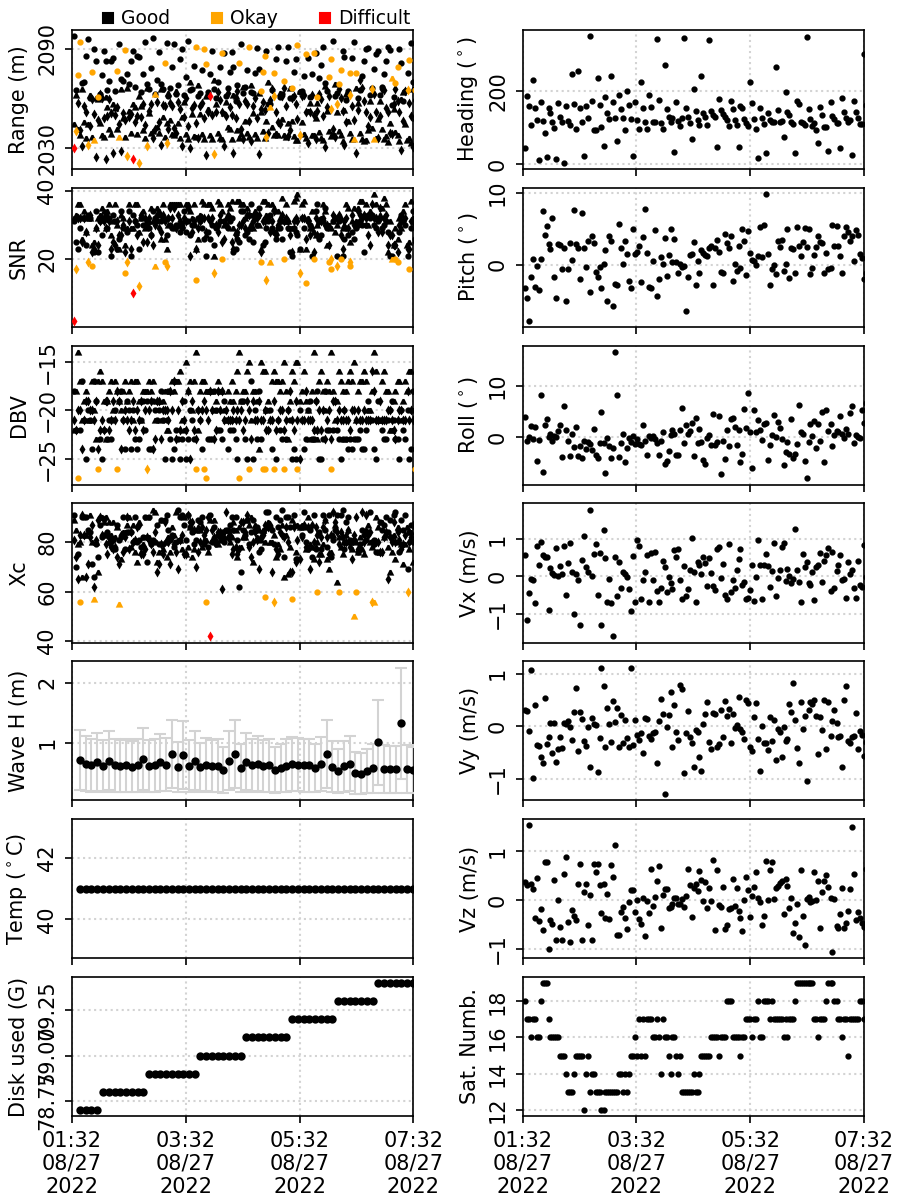 Good Okay Difficult
Range (m)
2090
2030
Heading (°)
200
0
SNR
40
20
Pitch (°)
10
0
DBV
−15
−20
−25
Roll (°)
10
0
Xc
80
60
40
Vx (m/s)
1
0
−1
Wave H (m)
2
1
Vy (m/s)
1
0
−1
Temp (°C)
42
40
Vz (m/s)
1
0
−1
Disk used (G)
79.25
79.00
78.75
Sat. Numb.
18
16
14
12
01:32 03:32 05:32 07:32 01:32 03:32 05:32 07:32
08/27 08/27 08/27 08/27 08/27 08/27 08/27 08/27
2022 2022 2022 2022 2022 2022 2022 2022